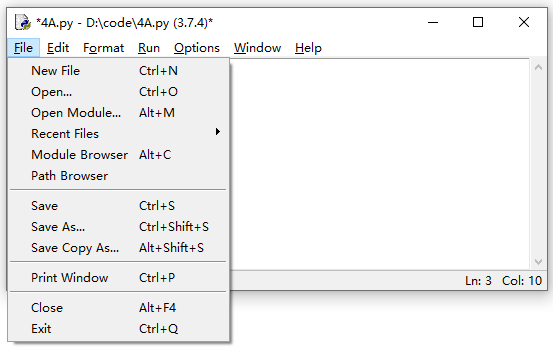 *4A.py - D:\code\4A.py (3.7.4)*
File Edit Format Run Options Window Help
New File Ctrl+N
Open... Ctrl+O
Open Module... Alt+M
Recent Files
Module Browser Alt+C
Path Browser
Save Ctrl+S
Save As... Ctrl+Shift+S
Save Copy As... Alt+Shift+S
Print Window Ctrl+P
Ln: 3 Col: 10
Close Alt+F4
Exit Ctrl+Q